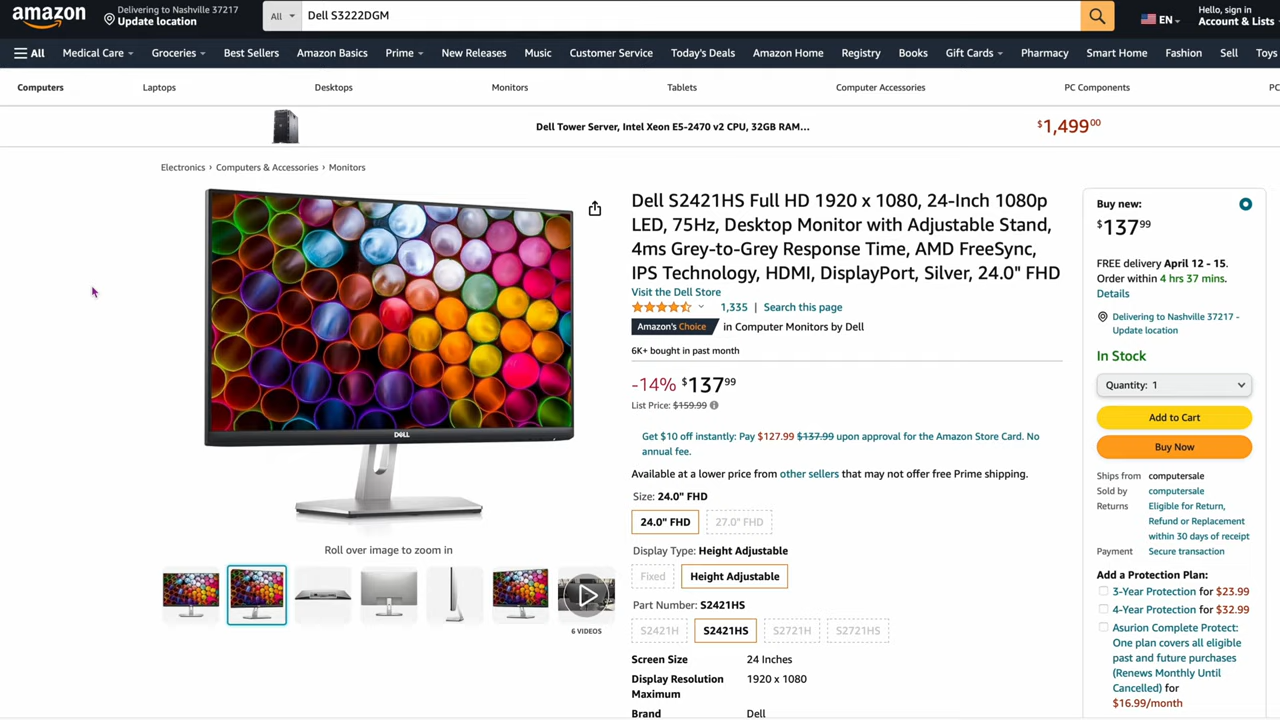 amazon
Delivering to Nashville 37217
Update location
All
Dell S3222DGM
EN
Hello, sign in
Account & Lists
All
Medical Care
Groceries
Best Sellers
Amazon Basics
Prime
New Releases
Music
Customer Service
Today's Deals
Amazon Home
Registry
Books
Gift Cards
Pharmacy
Smart Home
Fashion
Sell
Toys
Computers
Laptops
Desktops
Monitors
Tablets
Computer Accessories
PC Components
PC
Dell Tower Server, Intel Xeon E5-2470 v2 CPU, 32GB RAM...
$1,499⁰⁰
Electronics › Computers & Accessories › Monitors
DELL
Roll over image to zoom in
6 VIDEOS
Dell S2421HS Full HD 1920 x 1080, 24-Inch 1080p
LED, 75Hz, Desktop Monitor with Adjustable Stand,
4ms Grey-to-Grey Response Time, AMD FreeSync,
IPS Technology, HDMI, DisplayPort, Silver, 24.0" FHD
Visit the Dell Store
1,335 | Search this page
Amazon's Choice in Computer Monitors by Dell
6K+ bought in past month
-14% $137⁹⁹
List Price: $159.99
Get $10 off instantly: Pay $127.99 $137.99 upon approval for the Amazon Store Card. No
annual fee.
Available at a lower price from other sellers that may not offer free Prime shipping.
Size: 24.0" FHD
24.0" FHD
27.0" FHD
Display Type: Height Adjustable
Fixed
Height Adjustable
Part Number: S2421HS
S2421H
S2421HS
S2721H
S2721HS
Screen Size 24 Inches
Display Resolution 1920 x 1080
Maximum
Brand Dell
Buy new:
$137⁹⁹
FREE delivery April 12 - 15.
Order within 4 hrs 37 mins.
Details
Delivering to Nashville 37217 -
Update location
In Stock
Quantity: 1
Add to Cart
Buy Now
Ships from computersale
Sold by computersale
Returns Eligible for Return,
Refund or Replacement
within 30 days of receipt
Payment Secure transaction
Add a Protection Plan:
3-Year Protection for $23.99
4-Year Protection for $32.99
Asurion Complete Protect:
One plan covers all eligible
past and future purchases
(Renews Monthly Until
Cancelled) for
$16.99/month